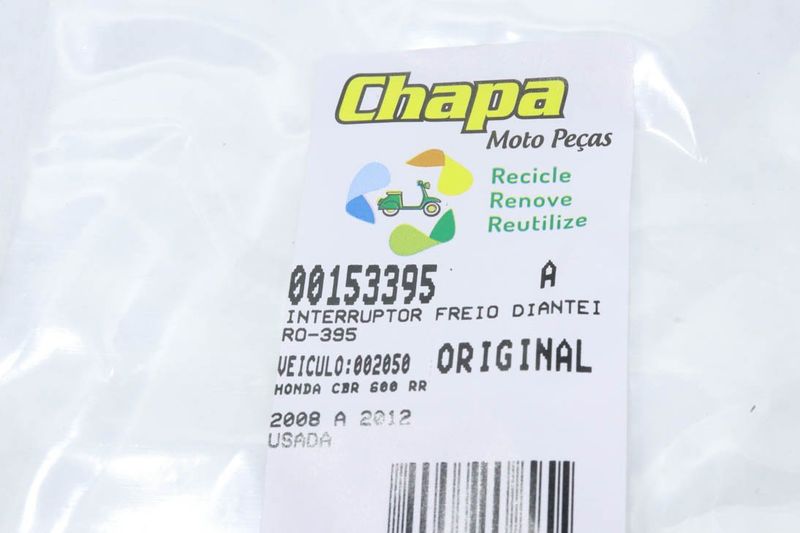 Chapa
Moto Peças
Recicle
Renove
Reutilize
00153395 A
INTERRUPTOR FREIO DIANTEI
RO-395
VEICULO:002050 ORIGINAL
HONDA CBR 600 RR
2008 A 2012
USADA